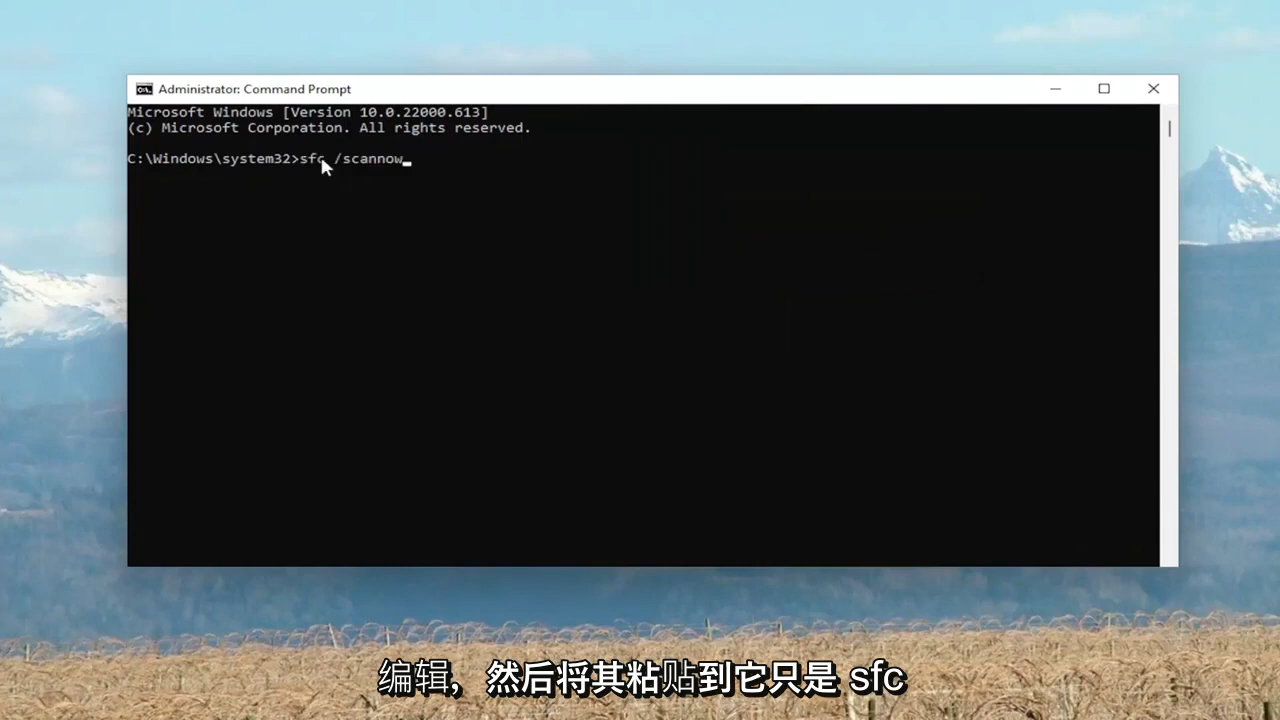 Administrator: Command Prompt
Microsoft Windows [Version 10.0.22000.613]
(c) Microsoft Corporation. All rights reserved.
C:\Windows\system32>sfc /scannow
编辑，然后将其粘贴到它只是 sfc